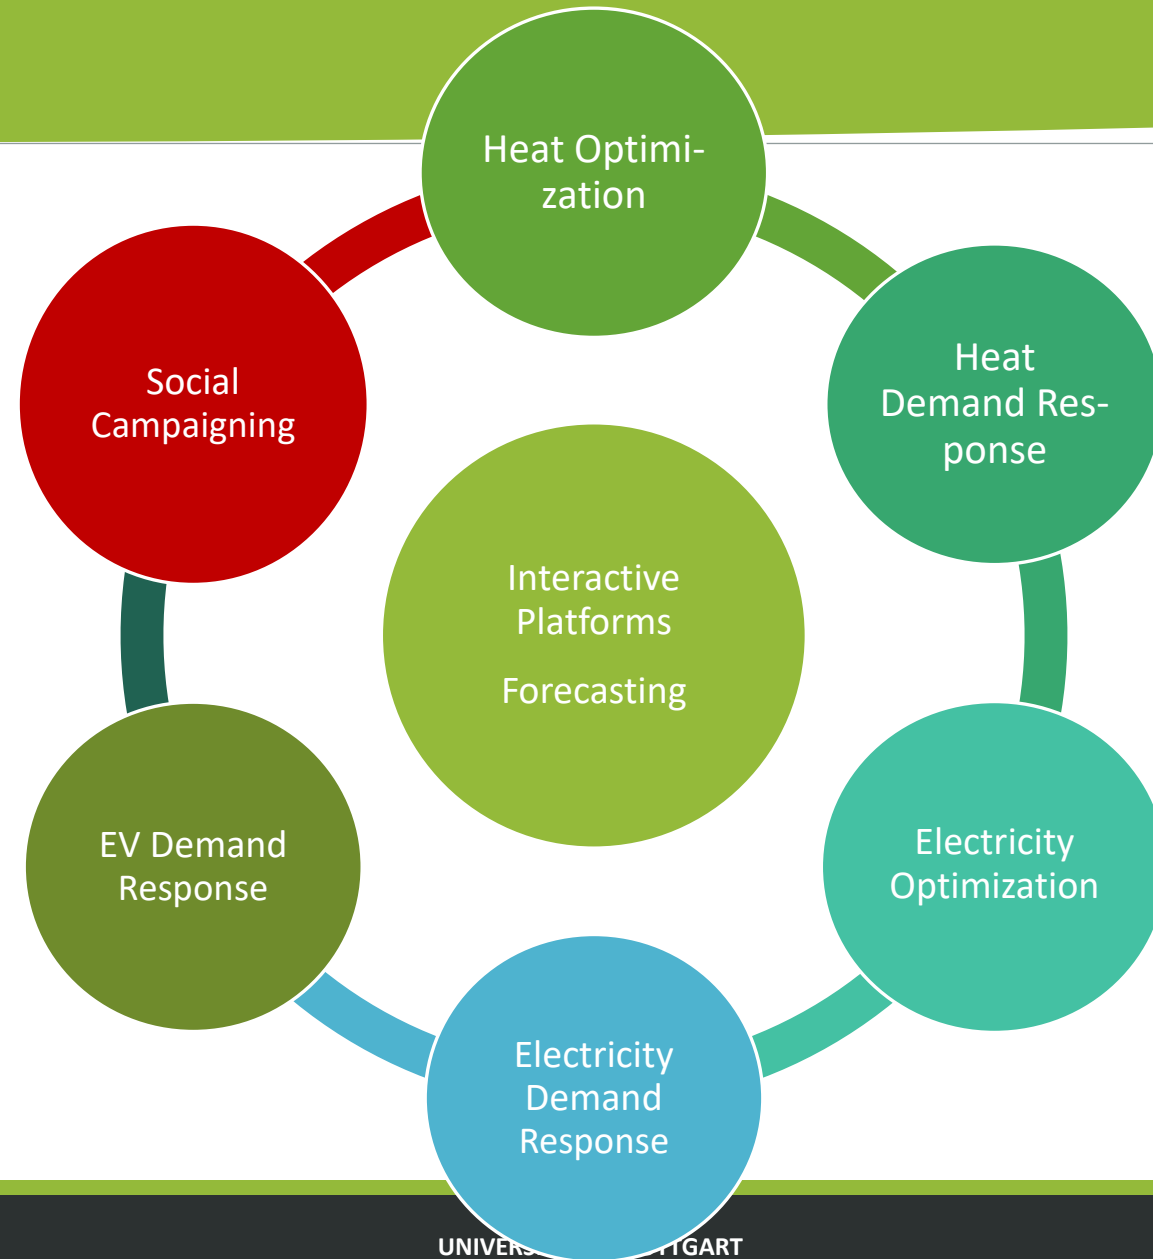 Heat Optimi-
zation
Heat
Demand Res-
ponse
Social
Campaigning
Interactive
Platforms
Forecasting
EV Demand
Response
Electricity
Optimization
Electricity
Demand
Response